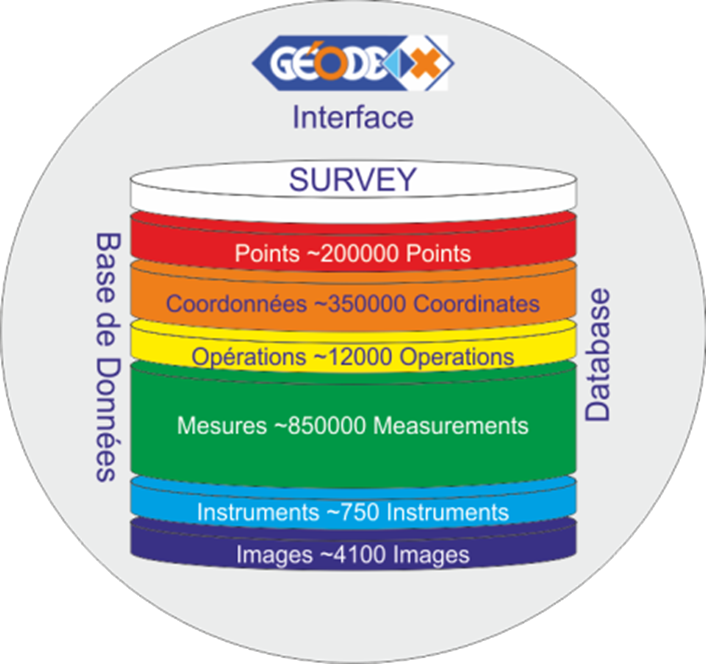 GÉODE X
Interface
SURVEY
Points ~200000 Points
Coordonnées ~350000 Coordinates
Opérations ~12000 Operations
Mesures ~850000 Measurements
Instruments ~750 Instruments
Images ~4100 Images
Base de Données
Database